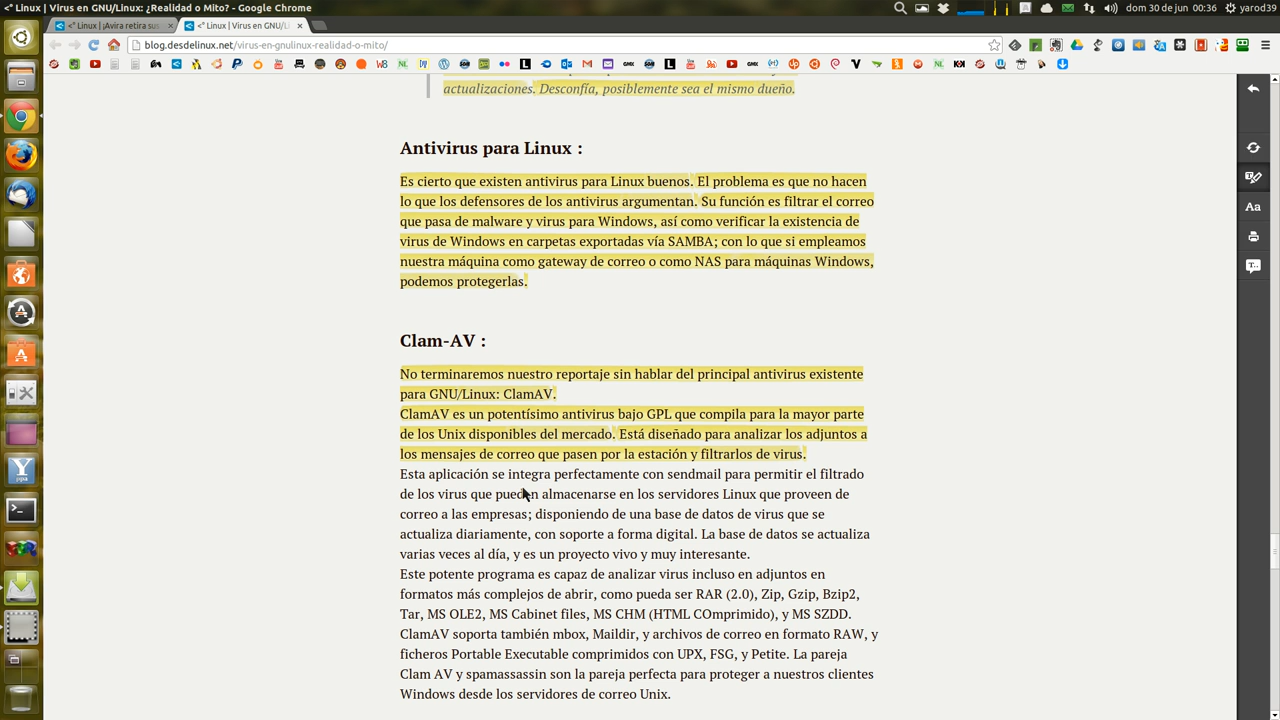 <° Linux | Virus en GNU/Linux: ¿Realidad o Mito? - Google Chrome
dom 30 de jun 00:36 yarod39
<° Linux | ¡Avira retira sus
<° Linux | Virus en GNU/Li
blog.desdelinux.net/virus-en-gnulinux-realidad-o-mito/
actualizaciones. Desconfía, posiblemente sea el mismo dueño.
Antivirus para Linux :
Es cierto que existen antivirus para Linux buenos. El problema es que no hacen
lo que los defensores de los antivirus argumentan. Su función es filtrar el correo
que pasa de malware y virus para Windows, así como verificar la existencia de
virus de Windows en carpetas exportadas vía SAMBA; con lo que si empleamos
nuestra máquina como gateway de correo o como NAS para máquinas Windows,
podemos protegerlas.
Clam-AV :
No terminaremos nuestro reportaje sin hablar del principal antivirus existente
para GNU/Linux: ClamAV.
ClamAV es un potentísimo antivirus bajo GPL que compila para la mayor parte
de los Unix disponibles del mercado. Está diseñado para analizar los adjuntos a
los mensajes de correo que pasen por la estación y filtrarlos de virus.
Esta aplicación se integra perfectamente con sendmail para permitir el filtrado
de los virus que pueden almacenarse en los servidores Linux que proveen de
correo a las empresas; disponiendo de una base de datos de virus que se
actualiza diariamente, con soporte a forma digital. La base de datos se actualiza
varias veces al día, y es un proyecto vivo y muy interesante.
Este potente programa es capaz de analizar virus incluso en adjuntos en
formatos más complejos de abrir, como pueda ser RAR (2.0), Zip, Gzip, Bzip2,
Tar, MS OLE2, MS Cabinet files, MS CHM (HTML COmprimido), y MS SZDD.
ClamAV soporta también mbox, Maildir, y archivos de correo en formato RAW, y
ficheros Portable Executable comprimidos con UPX, FSG, y Petite. La pareja
Clam AV y spamassassin son la pareja perfecta para proteger a nuestros clientes
Windows desde los servidores de correo Unix.
Aa